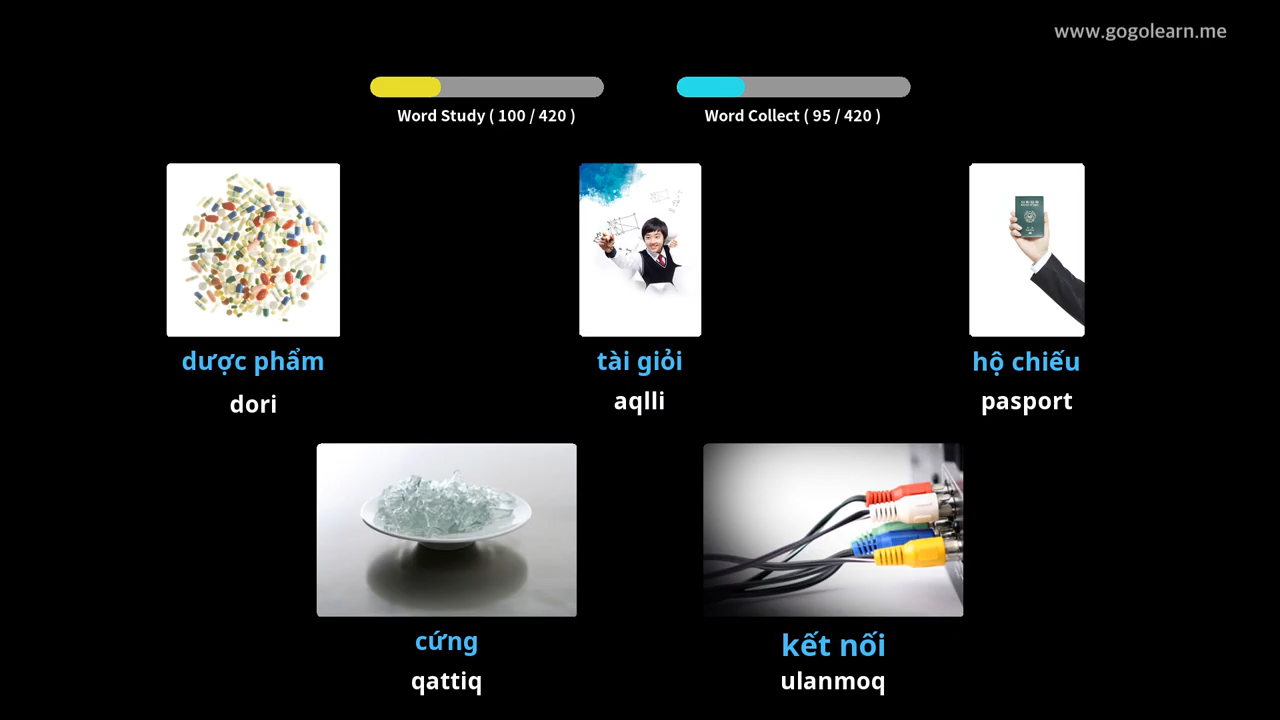 www.gogolearn.me
Word Study ( 100 / 420 )
Word Collect ( 95 / 420 )
dược phẩm
dori
tài giỏi
aqlli
hộ chiếu
pasport
cứng
qattiq
kết nối
ulanmoq